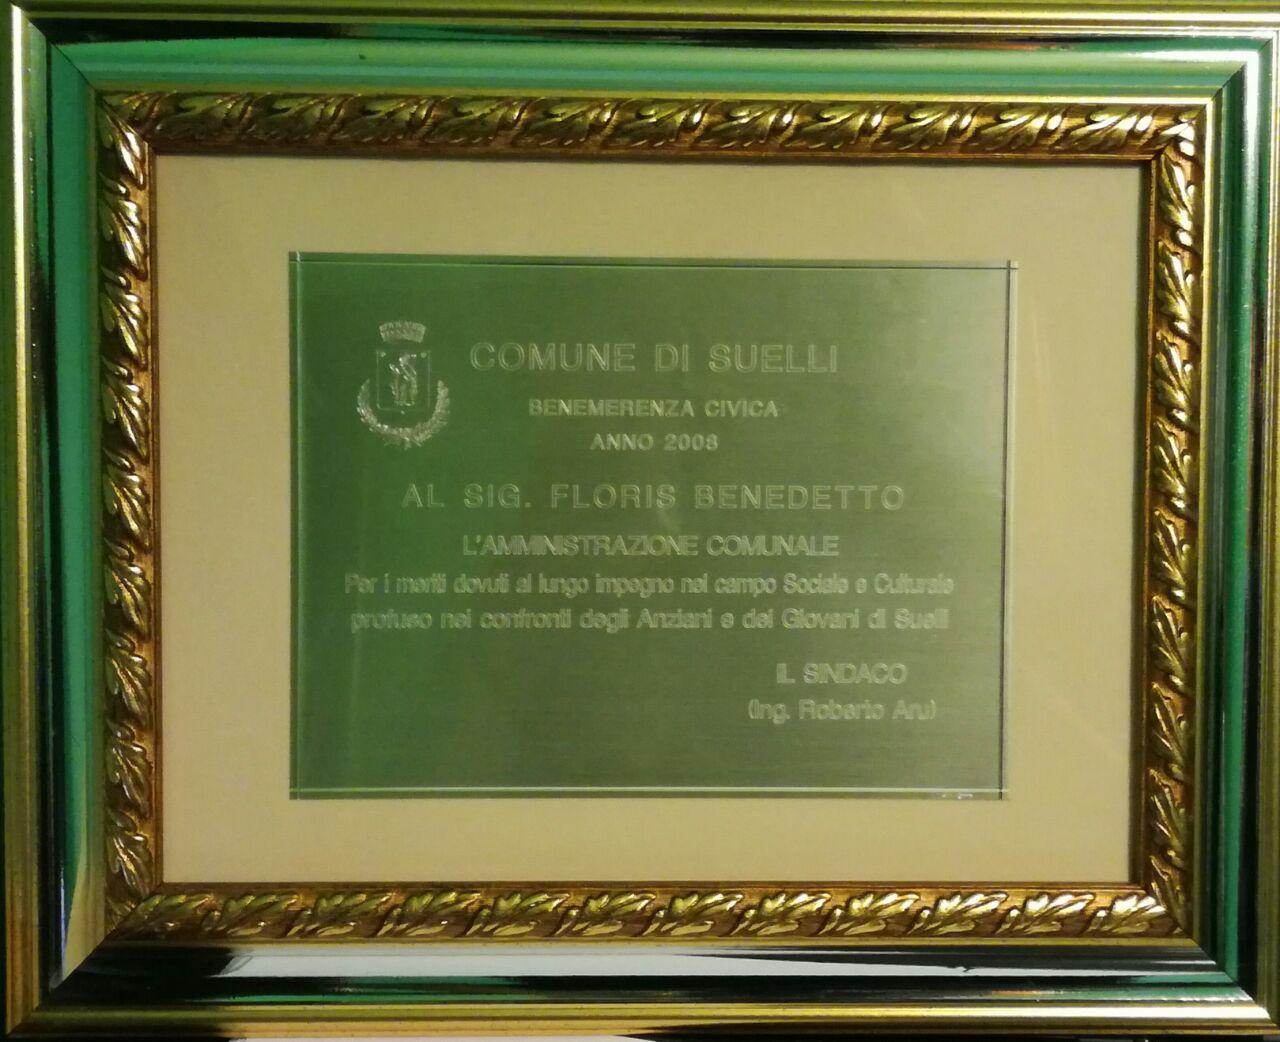 COMUNE DI SUELLI
BENEMERENZA CIVICA
ANNO 2008
AL SIG. FLORIS BENEDETTO
L'AMMINISTRAZIONE COMUNALE
Per i meriti dovuti al lungo impegno nel campo Sociale e Culturale
profuso nei confronti degli Anziani e dei Giovani di Suelli
IL SINDACO
(Ing. Roberto Aru)